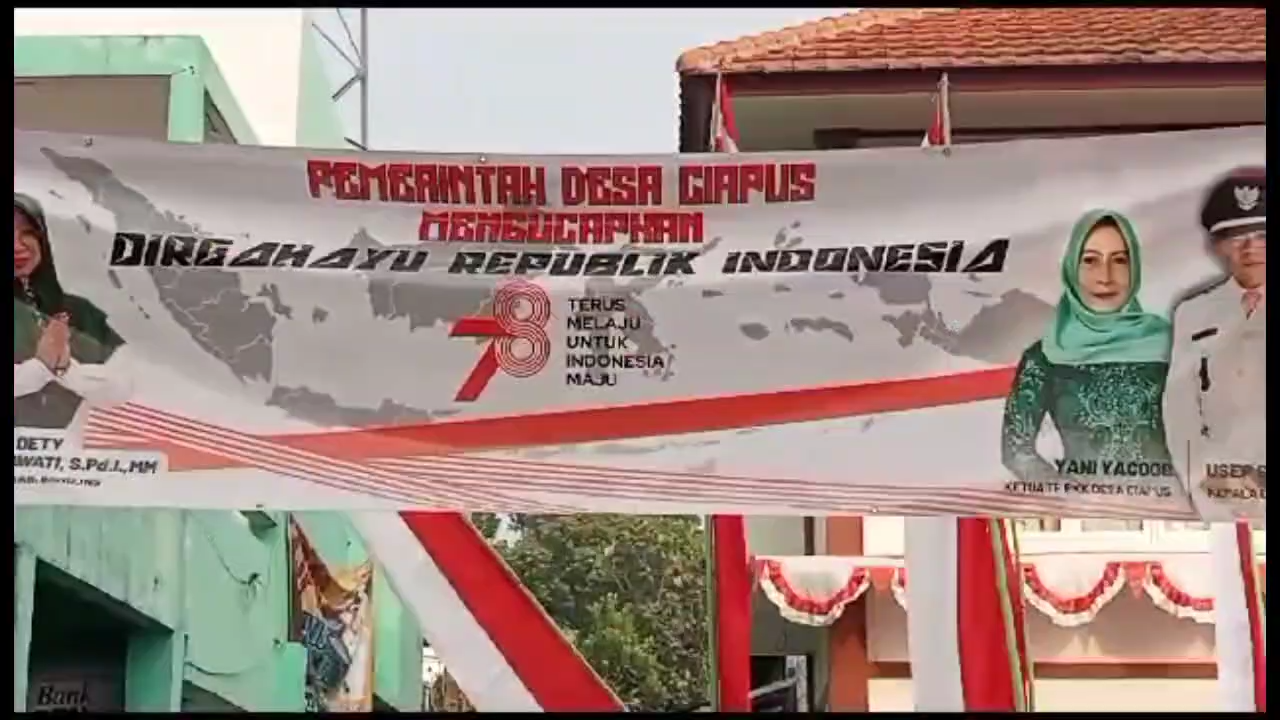 PEMERINTAH DESA CIAPUS
MENGUCAPKAN
DIRGAHAYU REPUBLIK INDONESIA
78
TERUS
MELAJU
UNTUK
INDONESIA
MAJU
DETY
WATI, S.Pd.I., MM
YANI YACOOB
KETUA TP PKK DESA CIAPUS
USEP
KEPALA
Bank